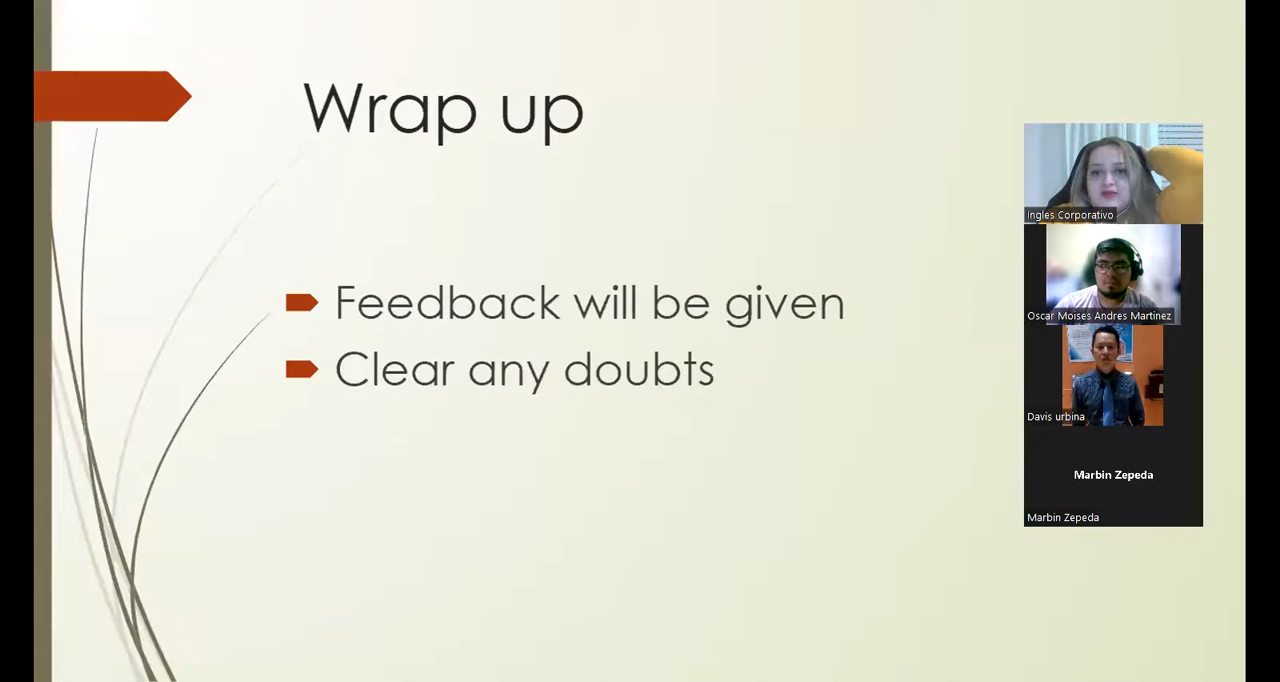 Wrap up
Feedback will be given
Clear any doubts
Ingles Corporativo
Oscar Moises Andres Martinez
Davis urbina
Marbin Zepeda
Marbin Zepeda